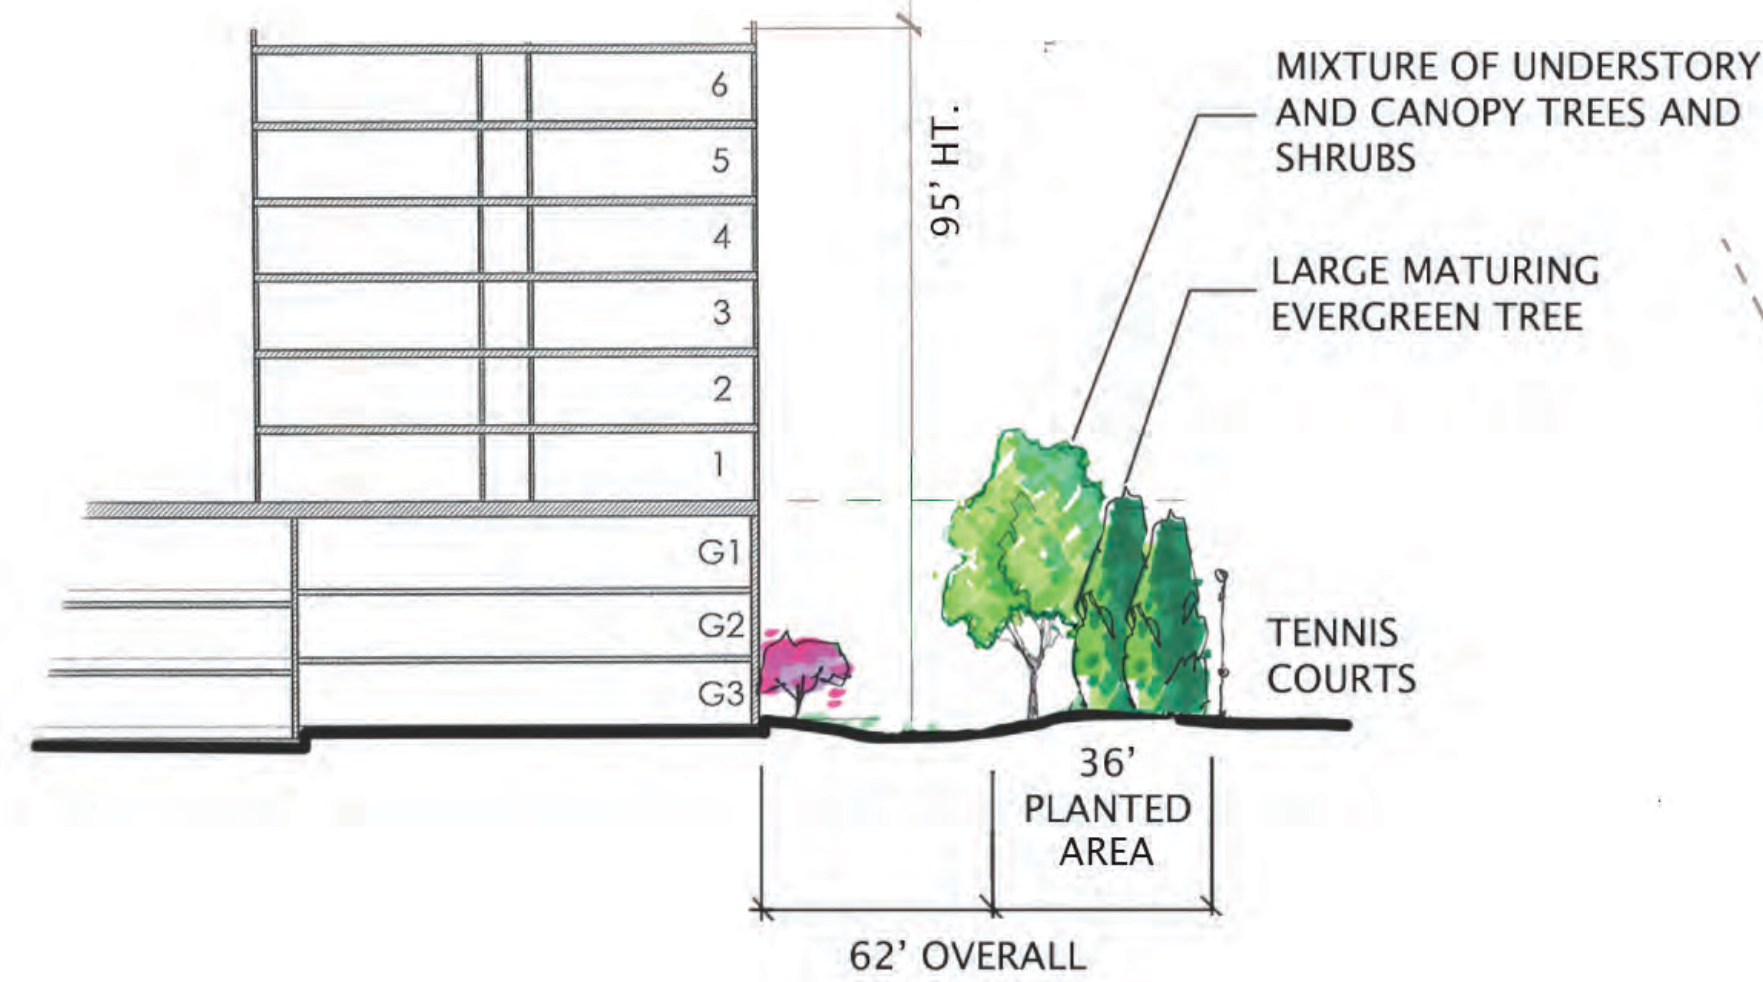 6
5
4
3
2
1
G1
G2
G3
95' HT.
MIXTURE OF UNDERSTORY
AND CANOPY TREES AND
SHRUBS
LARGE MATURING
EVERGREEN TREE
TENNIS
COURTS
36'
PLANTED
AREA
62' OVERALL